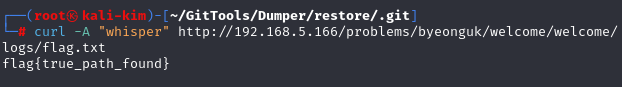 ┌──(root㉿kali-kim)-[~/GitTools/Dumper/restore/.git]
└─# curl -A "whisper" http://192.168.5.166/problems/byeonguk/welcome/welcome/
logs/flag.txt
flag{true_path_found}